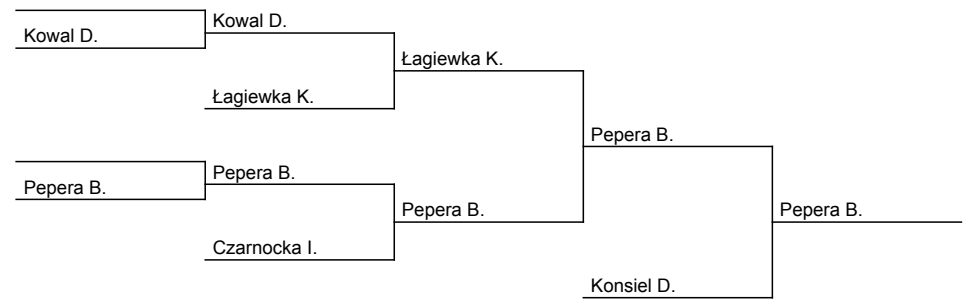 Kowal D.
Kowal D.
Łagiewka K.
Łagiewka K.
Pepera B.
Pepera B.
Pepera B.
Pepera B.
Pepera B.
Czarnocka I.
Konsiel D.